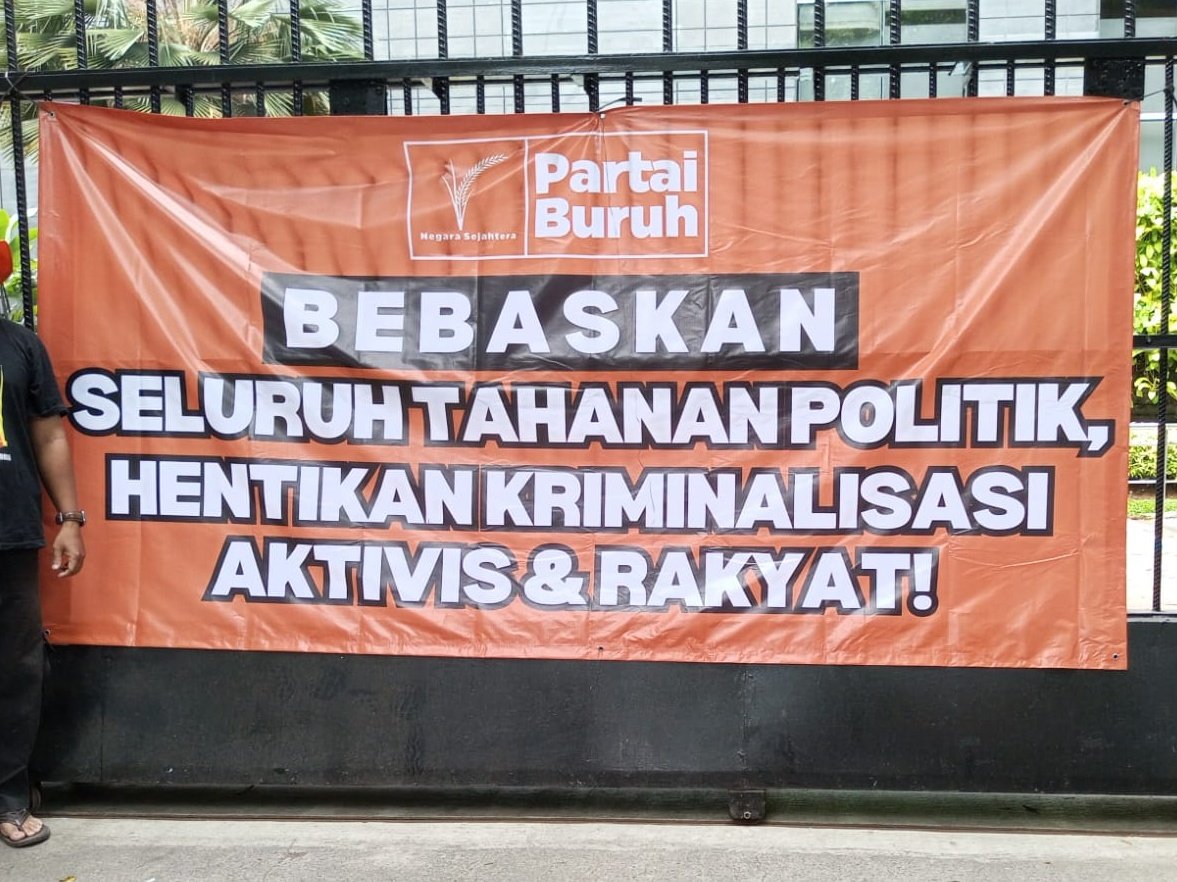 Partai
Buruh
Negara Sejahtera
BEBASKAN
SELURUH TAHANAN POLITIK,
HENTIKAN KRIMINALISASI
AKTIVIS & RAKYAT!